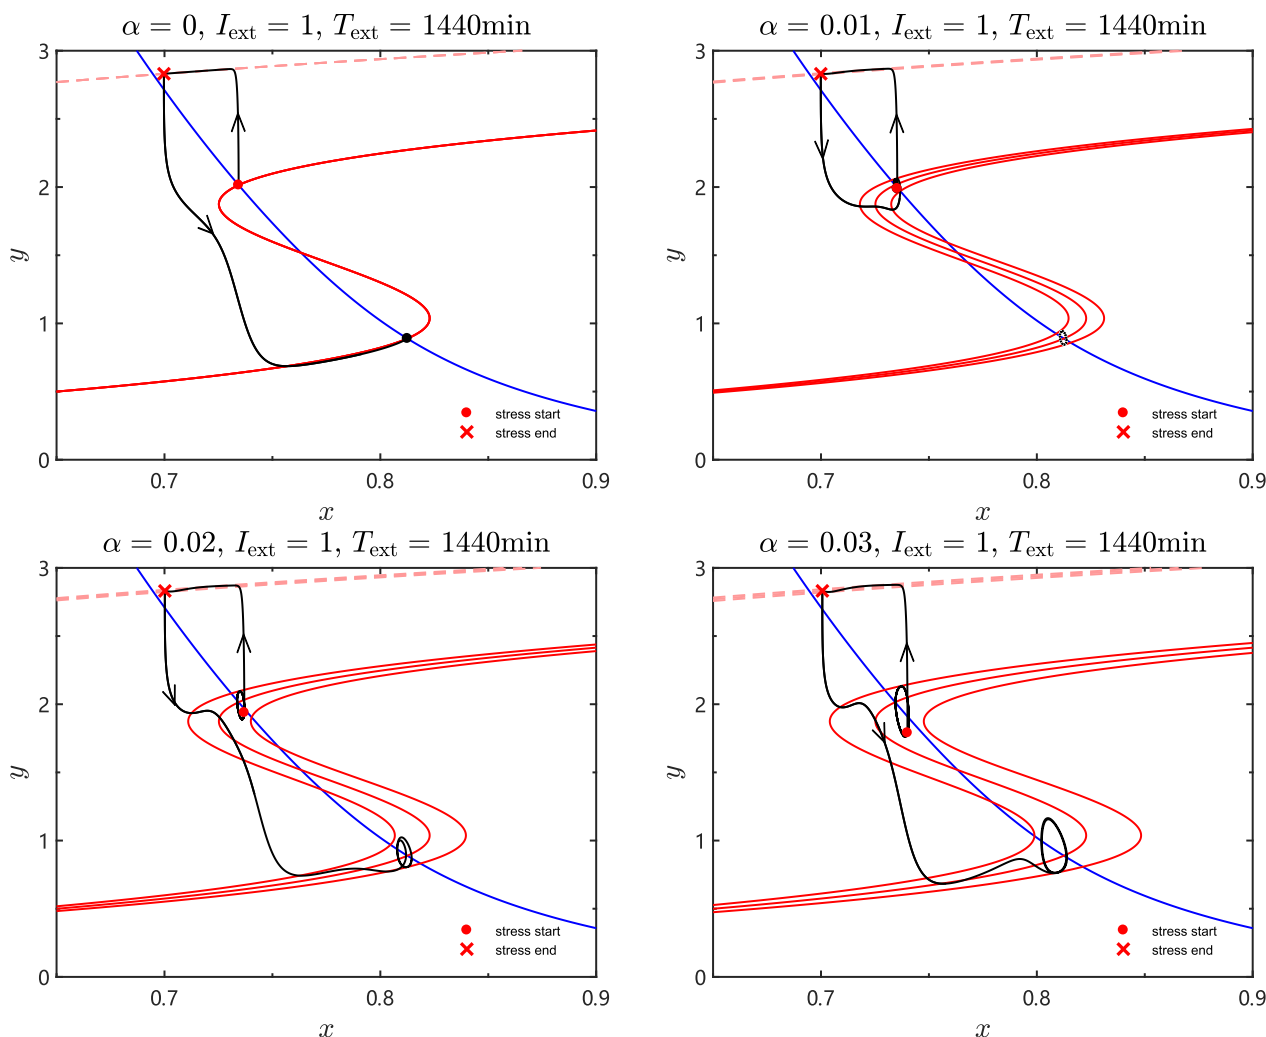 α = 0, I_ext = 1, T_ext = 1440min
3
2
1
0
y
0.7
0.8
0.9
x
stress start
stress end
α = 0.01, I_ext = 1, T_ext = 1440min
3
2
1
0
y
0.7
0.8
0.9
x
stress start
stress end
α = 0.02, I_ext = 1, T_ext = 1440min
3
2
1
0
y
0.7
0.8
0.9
x
stress start
stress end
α = 0.03, I_ext = 1, T_ext = 1440min
3
2
1
0
y
0.7
0.8
0.9
x
stress start
stress end